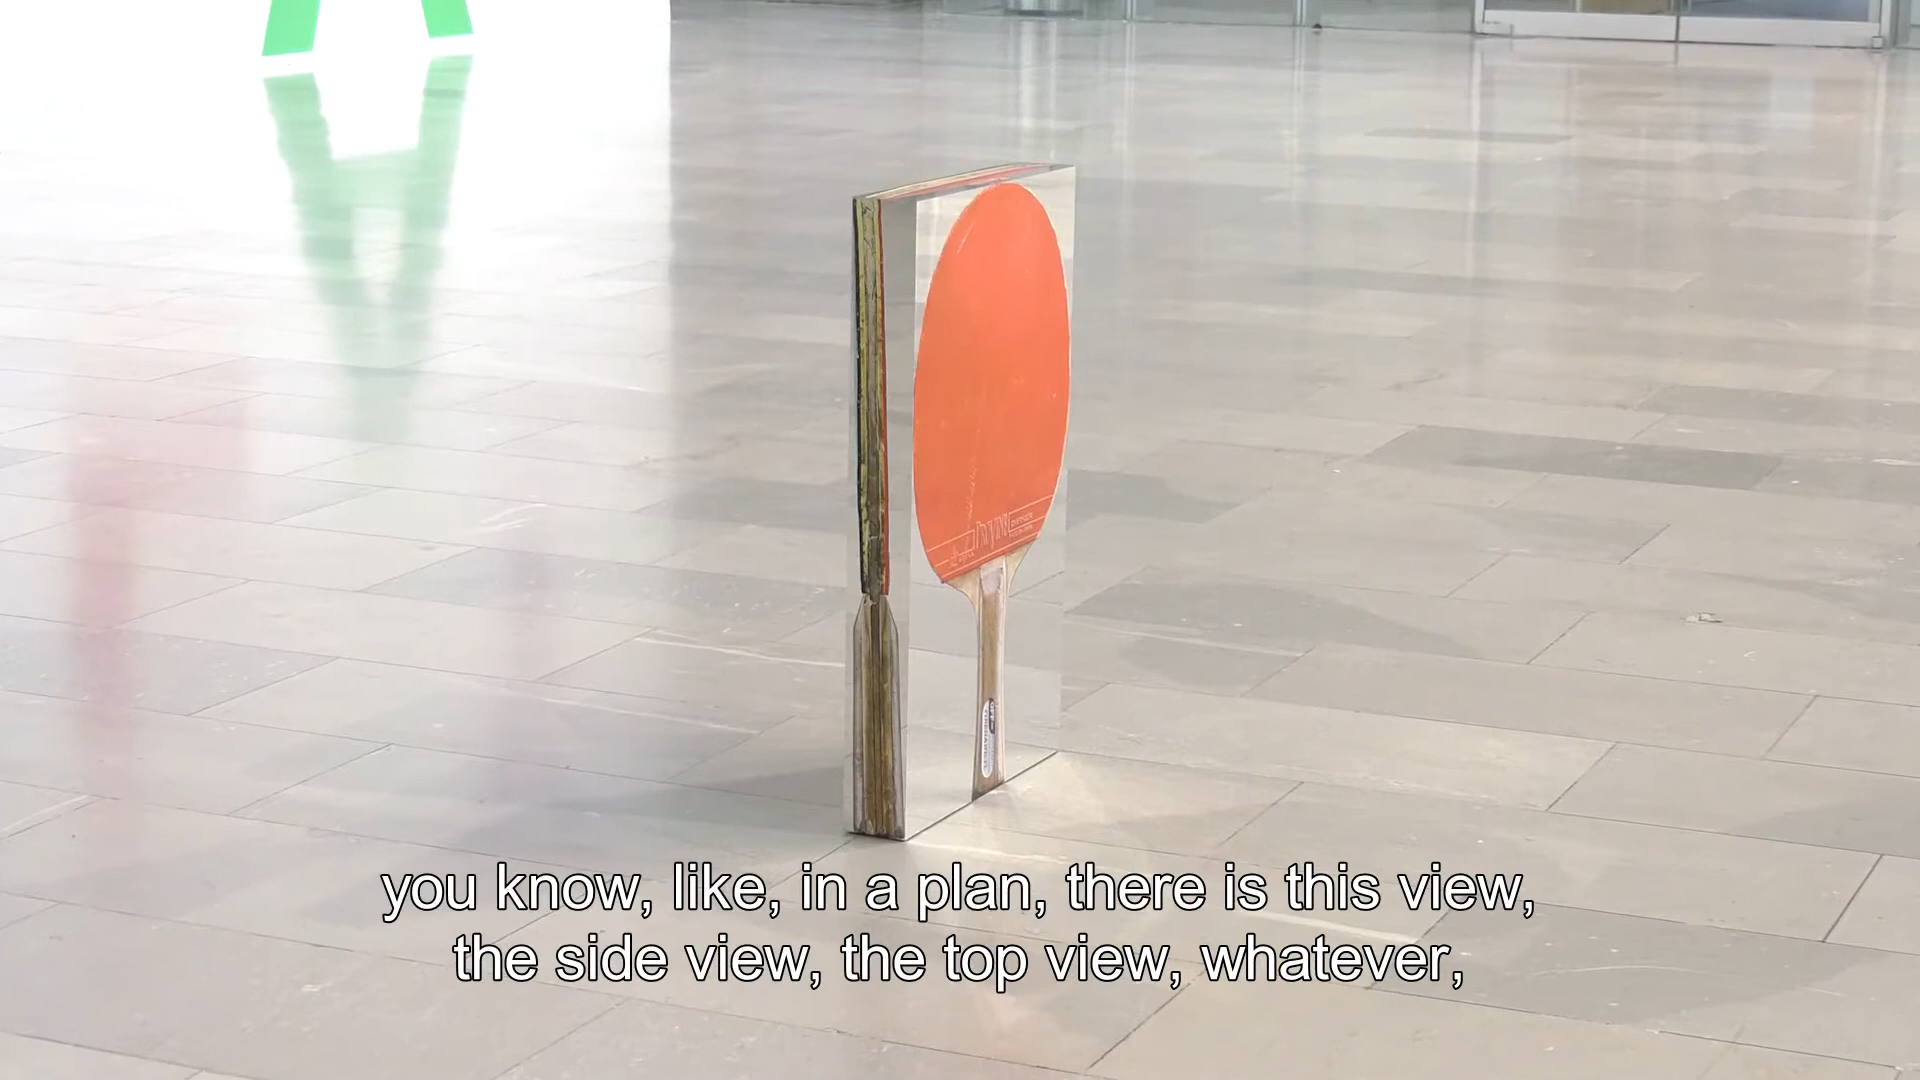 you know, like, in a plan, there is this view,
the side view, the top view, whatever,